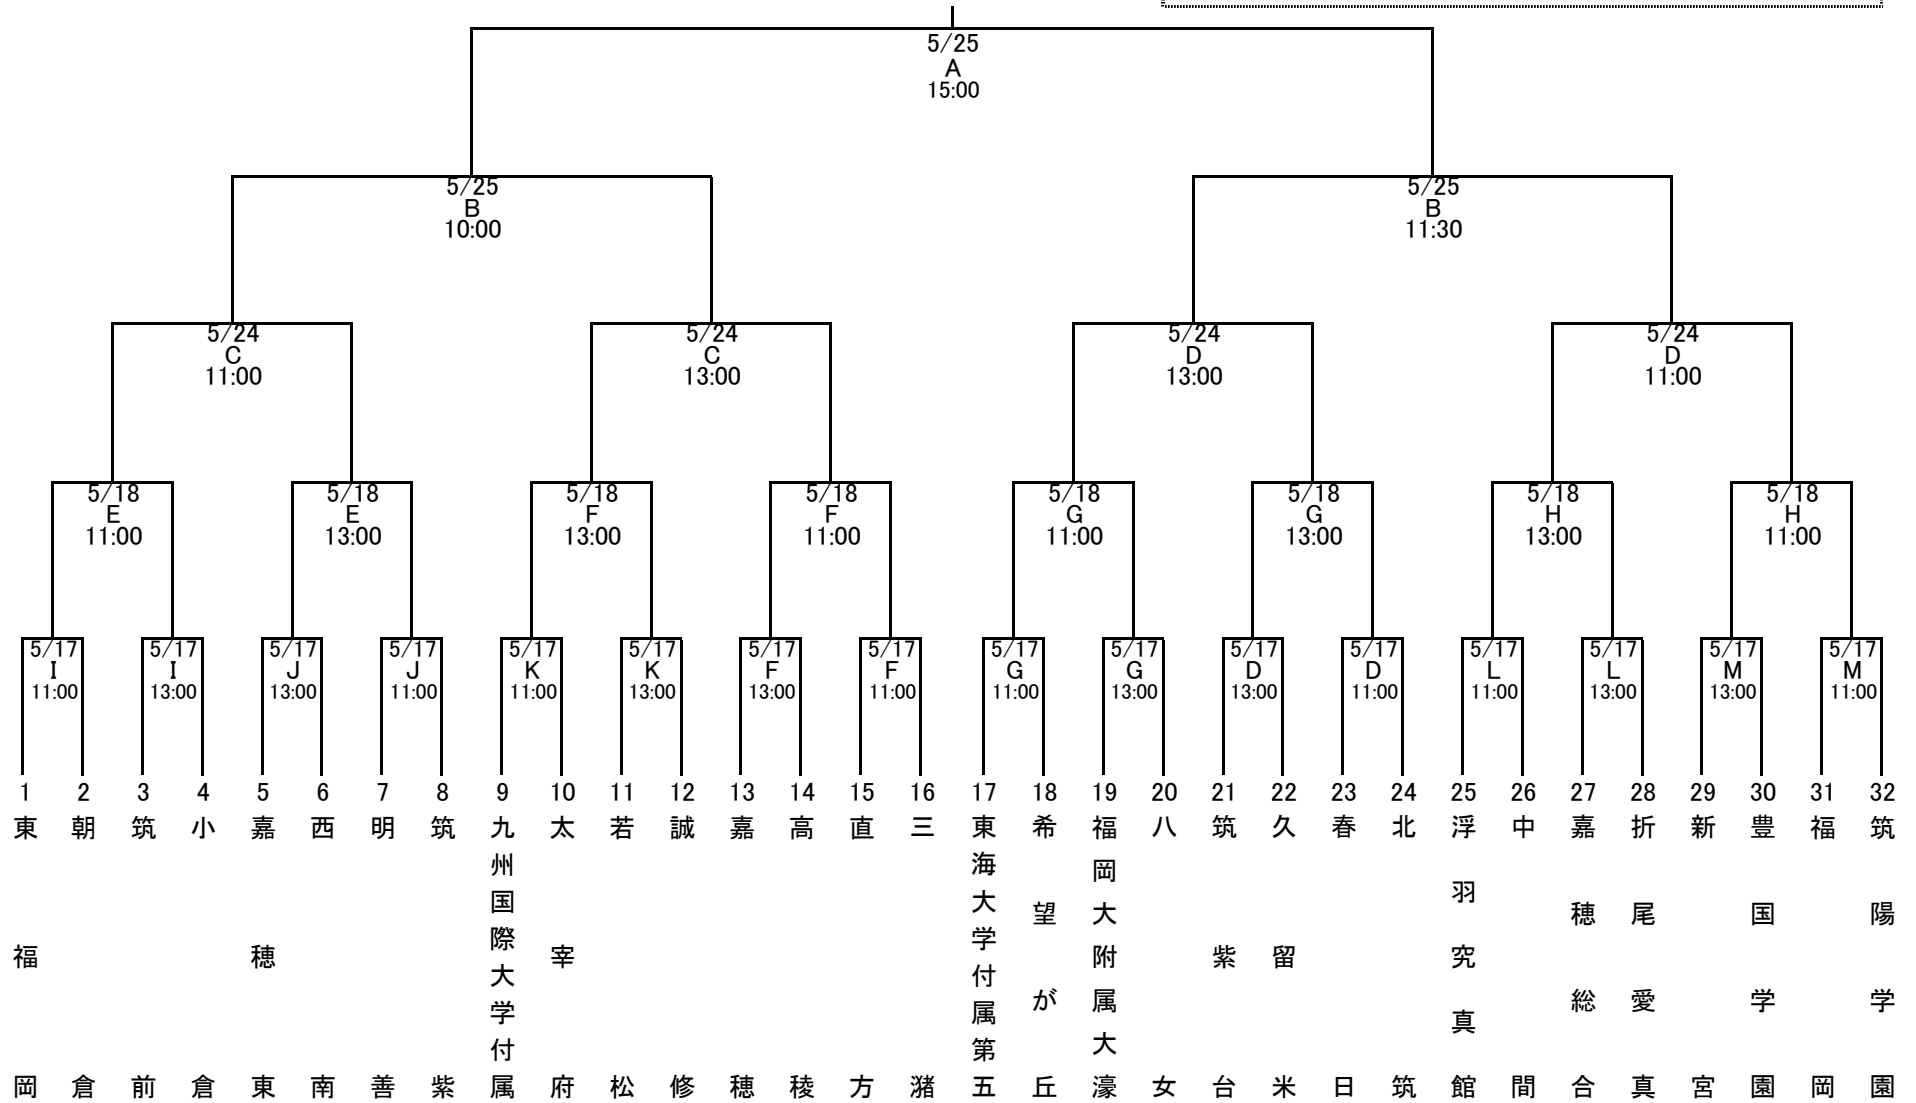 5/25
A
15:00
5/25
B
10:00
5/25
B
11:30
5/24
C
11:00
5/24
C
13:00
5/24
D
13:00
5/24
D
11:00
5/18
E
11:00
5/18
E
13:00
5/18
F
13:00
5/18
F
11:00
5/18
G
11:00
5/18
G
13:00
5/18
H
13:00
5/18
H
11:00
5/17
I
11:00
5/17
I
13:00
5/17
J
13:00
5/17
J
11:00
5/17
K
11:00
5/17
K
13:00
5/17
F
13:00
5/17
F
11:00
5/17
G
11:00
5/17
G
13:00
5/17
D
13:00
5/17
D
11:00
5/17
L
11:00
5/17
L
13:00
5/17
M
13:00
5/17
M
11:00
1
東福岡
2
朝倉
3
筑前
4
小倉
5
嘉穂東
6
西南
7
明善
8
筑紫
9
九州国際大学付属
10
太宰府
11
若松
12
誠修
13
嘉穂
14
高稜
15
直方
16
三潴
17
東海大学付属第五
18
希望が丘
19
福岡大附属大濠
20
八女
21
筑紫台
22
久留米
23
春日
24
北筑
25
浮羽究真館
26
中間
27
嘉穂総合
28
折尾愛真
29
新宮
30
豊国学園
31
福岡
32
筑陽学園